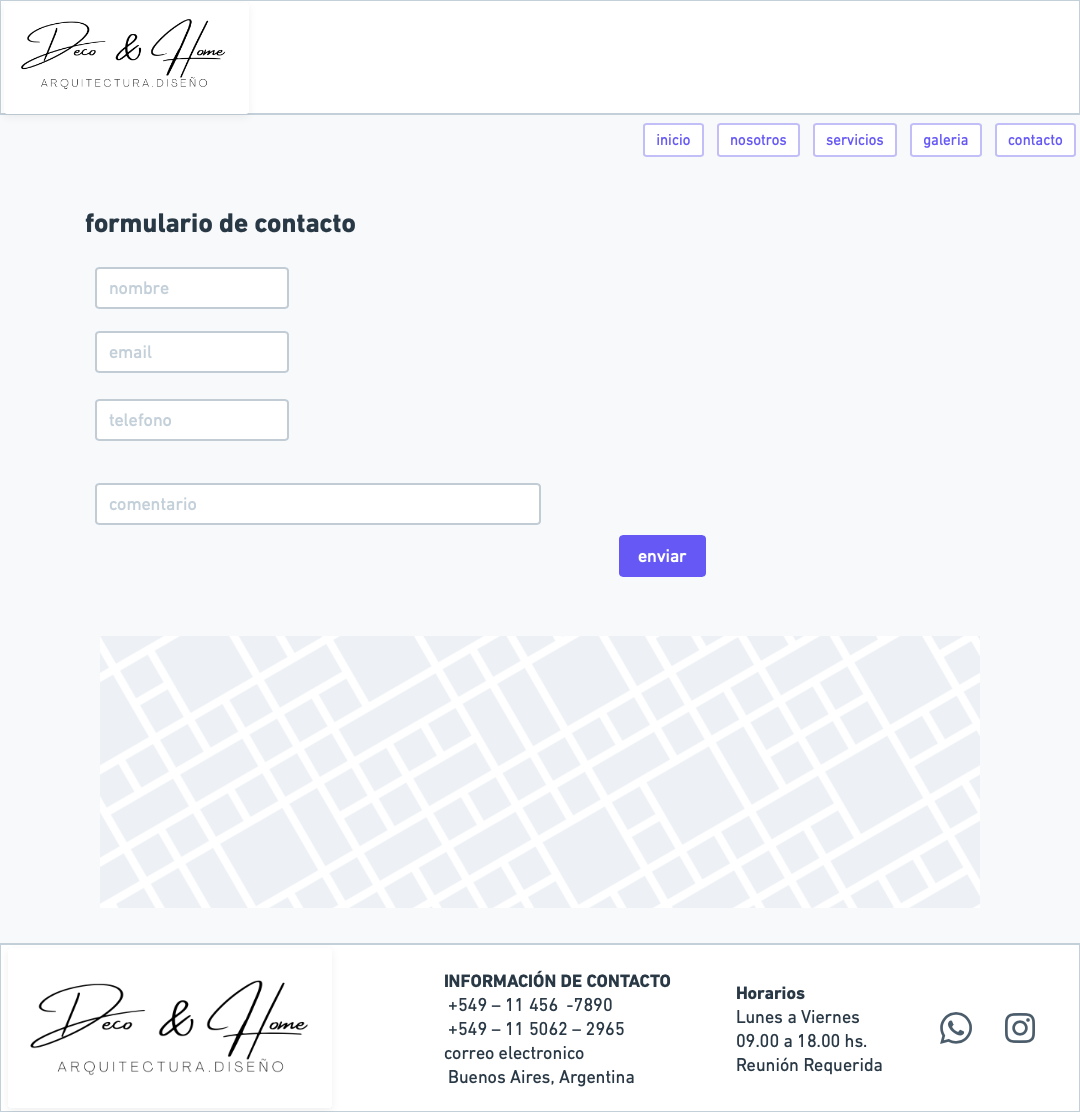 Deco & Home
ARQUITECTURA.DISEÑO
inicio nosotros servicios galeria contacto
formulario de contacto
nombre
email
telefono
comentario
enviar
Deco & Home
ARQUITECTURA.DISEÑO
INFORMACIÓN DE CONTACTO
+549 – 11 456  -7890
+549 – 11 5062 – 2965
correo electronico
Buenos Aires, Argentina
Horarios
Lunes a Viernes
09.00 a 18.00 hs.
Reunión Requerida